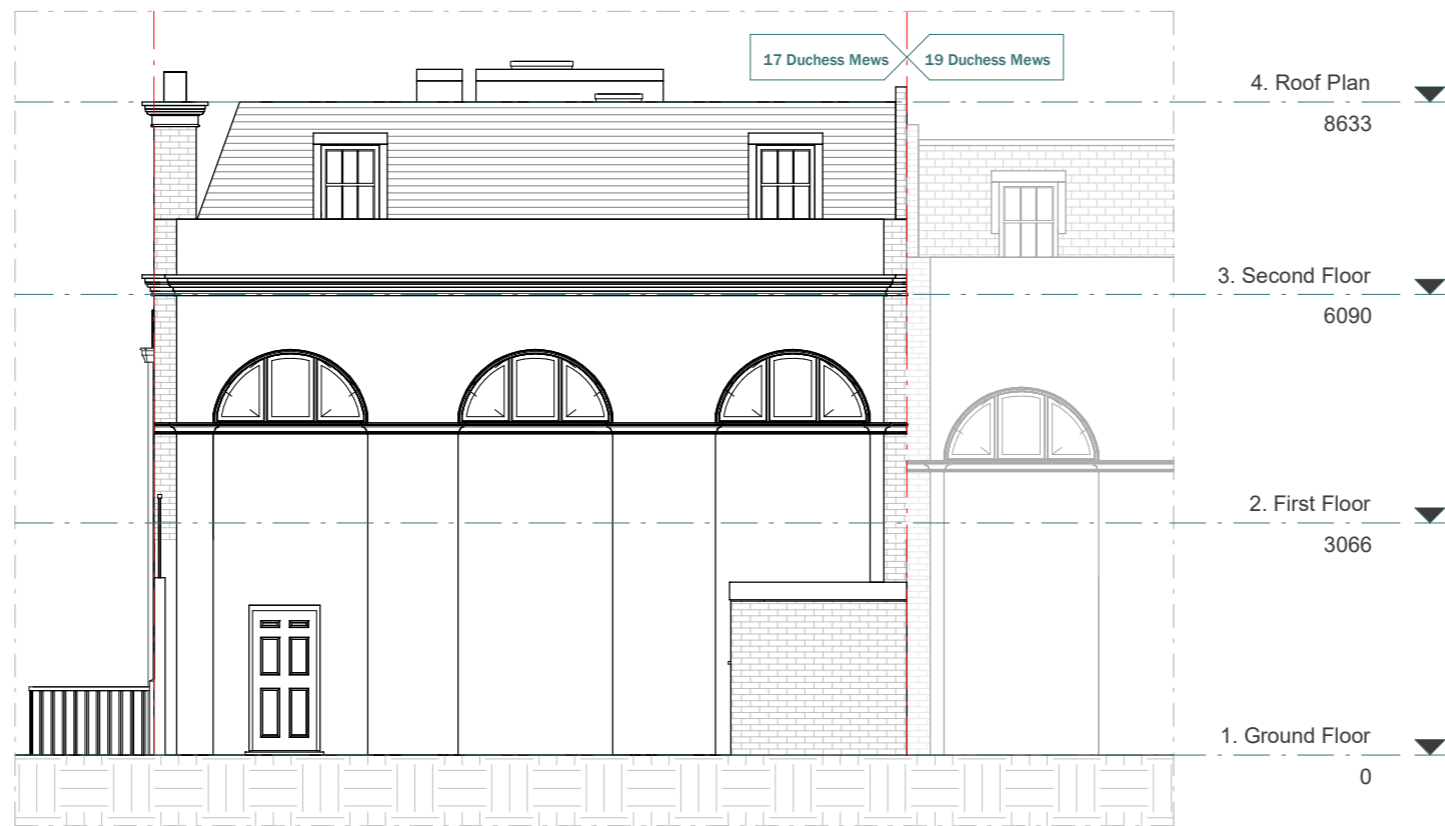 17 Duchess Mews
19 Duchess Mews
4. Roof Plan
8633
3. Second Floor
6090
2. First Floor
3066
1. Ground Floor
0